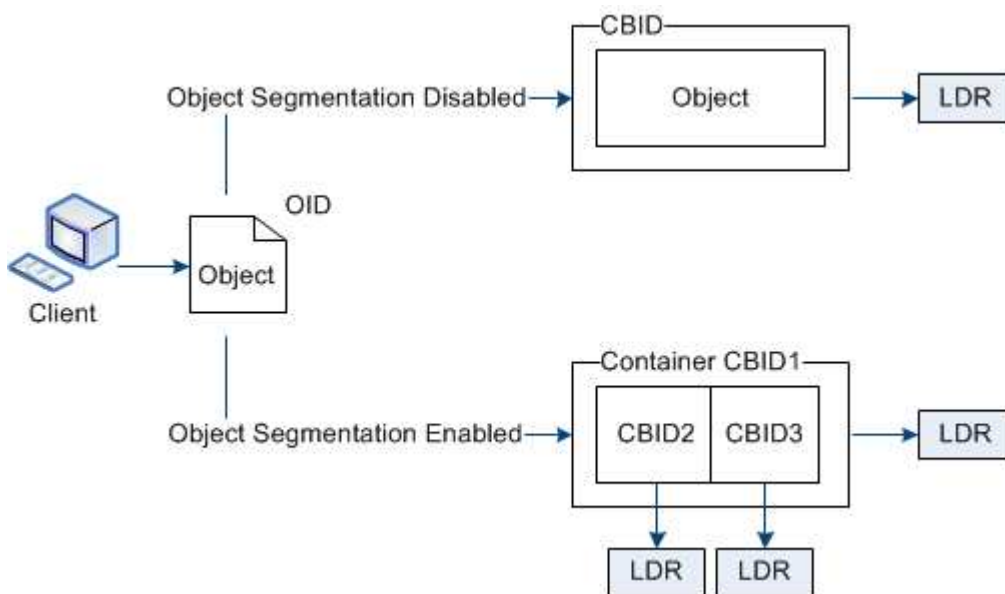 CBID
Object Segmentation Disabled
Object
LDR
OID
Object
Client
Container CBID1
Object Segmentation Enabled
CBID2
CBID3
LDR
LDR
LDR